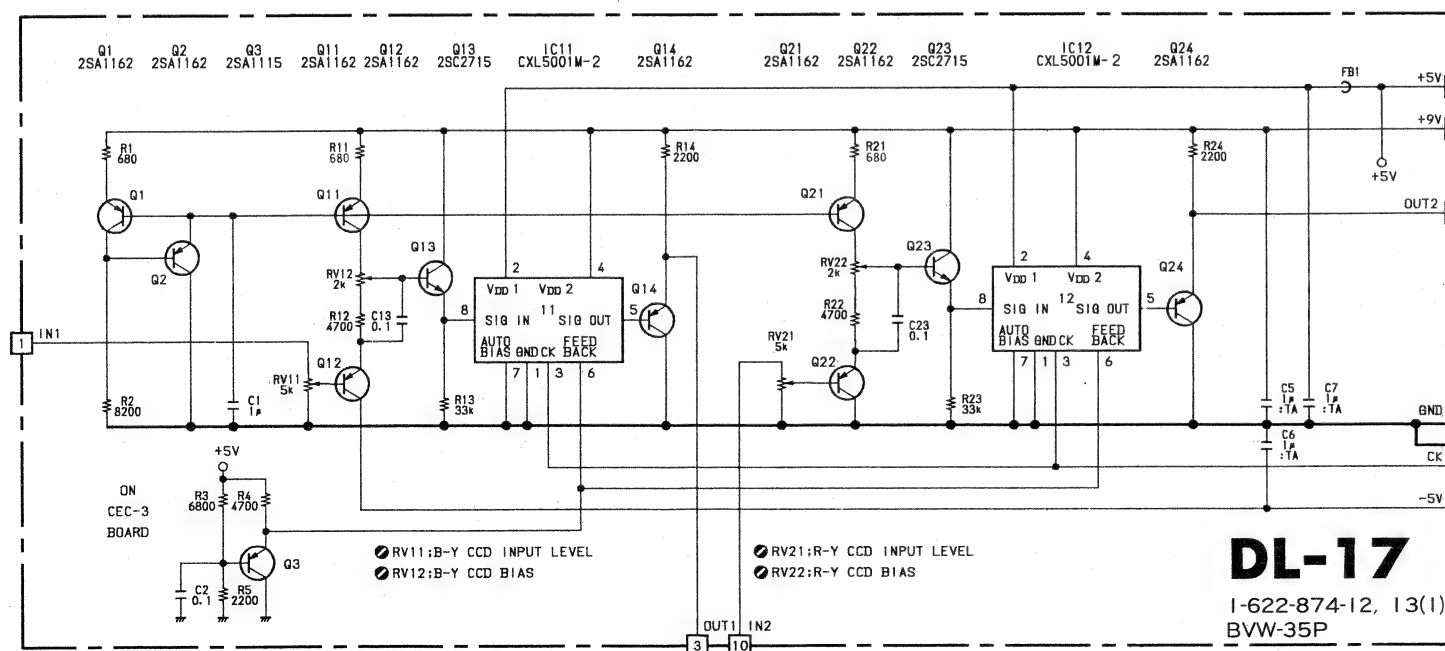 Q1 Q2 Q3 Q11 Q12 Q13 IC11 Q14 Q21 Q22 Q23 IC12 Q24
2SA1162 2SA1162 2SA1115 2SA1162 2SA1162 2SC2715 CXL5001M-2 2SA1162 2SA1162 2SA1162 2SC2715 CXL5001M-2 2SA1162
FB1 +5V
+9V
R1 680
R11 680
R14 2200
R21 680
R24 2200
+5V
Q1
Q11
Q21
OUT2
Q2
Q13
Q23
RV12 2k
RV22 2k
2 4
VDD 1 VDD 2
Q14
11
8 SIG IN SIG OUT 5
AUTO BIAS GND CK FEED BACK
7 1 3 6
2 4
VDD 1 VDD 2
Q24
12
8 SIG IN SIG OUT 5
AUTO BIAS GND CK FEED BACK
7 1 3 6
R12 4700
C13 0.1
R22 4700
C23 0.1
1 IN1
Q12
RV11 5k
RV21 5k
Q22
R2 8200
C1 1μ
R13 33k
R23 33k
C5 1μ :TA
C7 1μ :TA
GND
C6 1μ :TA
CK
+5V
-5V
ON
CEC-3
BOARD
R3 6800
R4 4700
Q3
C2 0.1
R5 2200
RV11;B-Y CCD INPUT LEVEL
RV12;B-Y CCD BIAS
RV21;R-Y CCD INPUT LEVEL
RV22;R-Y CCD BIAS
DL-17
1-622-874-12, 13(1)
BVW-35P
OUT1 IN2
3 10